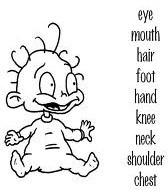 eye
mouth
hair
foot
hand
knee
neck
shoulder
chest